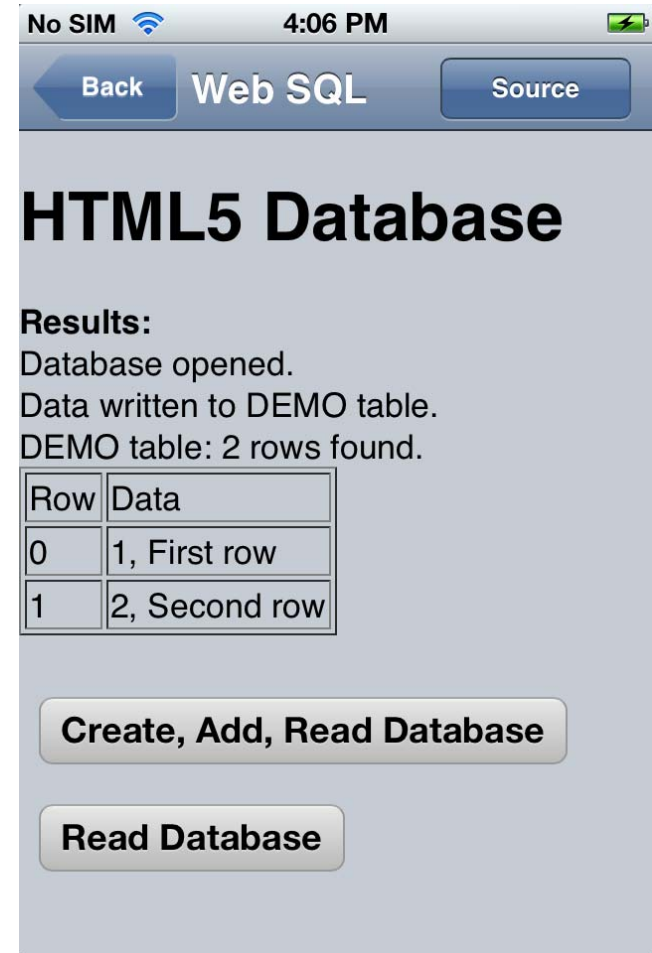 No SIM 4:06 PM
Back Web SQL Source
HTML5 Database
Results:
Database opened.
Data written to DEMO table.
DEMO table: 2 rows found.
Row Data
0 1, First row
1 2, Second row
Create, Add, Read Database
Read Database